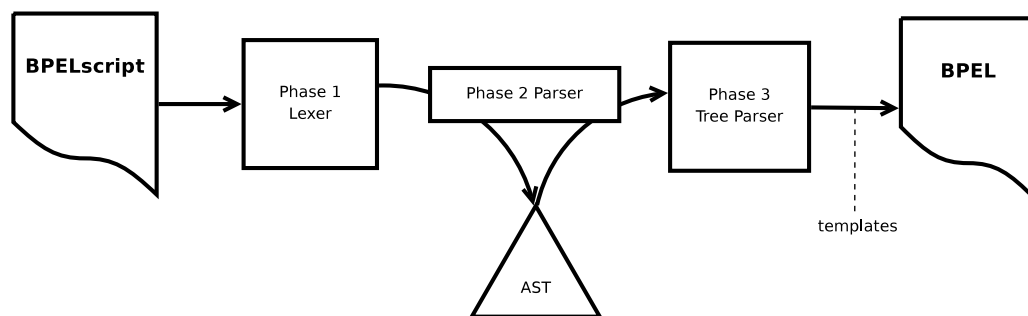 BPELscript
Phase 1
Lexer
Phase 2 Parser
AST
Phase 3
Tree Parser
templates
BPEL